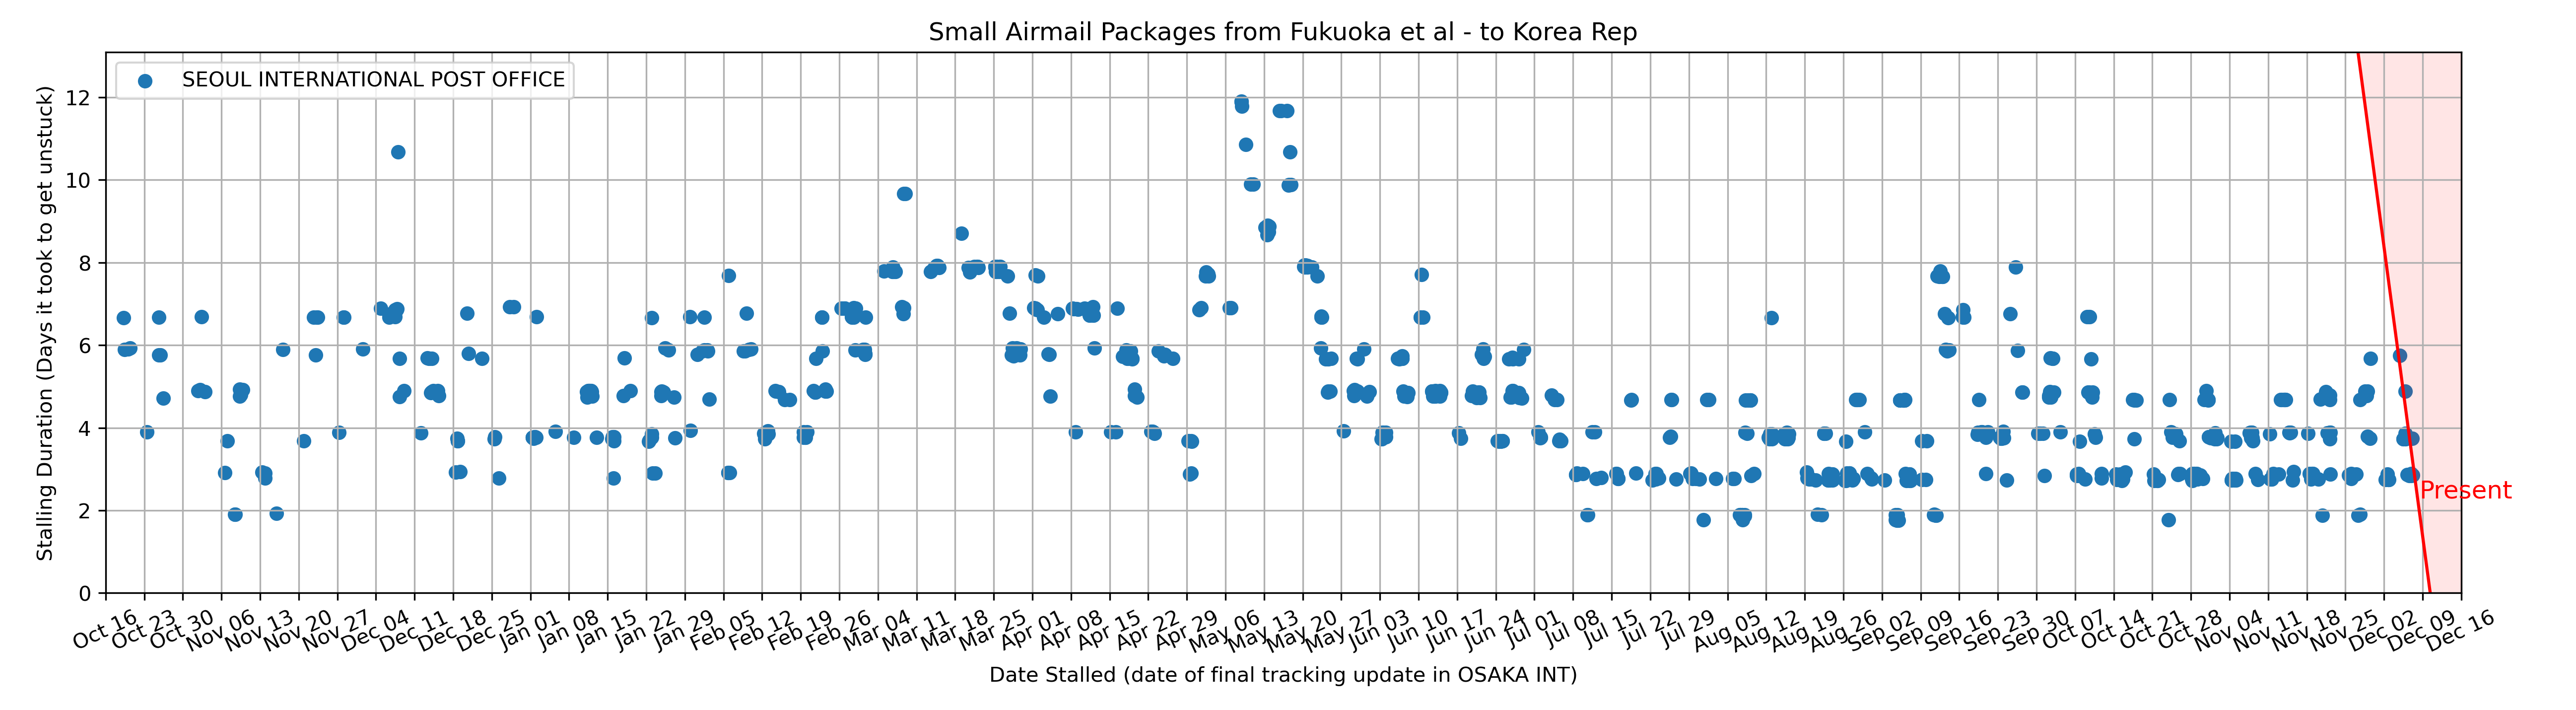 Small Airmail Packages from Fukuoka et al - to Korea Rep
SEOUL INTERNATIONAL POST OFFICE
Stalling Duration (Days it took to get unstuck)
12
10
8
6
4
2
0
Present
Oct 16 Oct 23 Oct 30 Nov 06 Nov 13 Nov 20 Nov 27 Dec 04 Dec 11 Dec 18 Dec 25 Jan 01 Jan 08 Jan 15 Jan 22 Jan 29 Feb 05 Feb 12 Feb 19 Feb 26 Mar 04 Mar 11 Mar 18 Mar 25 Apr 01 Apr 08 Apr 15 Apr 22 Apr 29 May 06 May 13 May 20 May 27 Jun 03 Jun 10 Jun 17 Jun 24 Jul 01 Jul 08 Jul 15 Jul 22 Jul 29 Aug 05 Aug 12 Aug 19 Aug 26 Sep 02 Sep 09 Sep 16 Sep 23 Sep 30 Oct 07 Oct 14 Oct 21 Oct 28 Nov 04 Nov 11 Nov 18 Nov 25 Dec 02 Dec 09 Dec 16
Date Stalled (date of final tracking update in OSAKA INT)